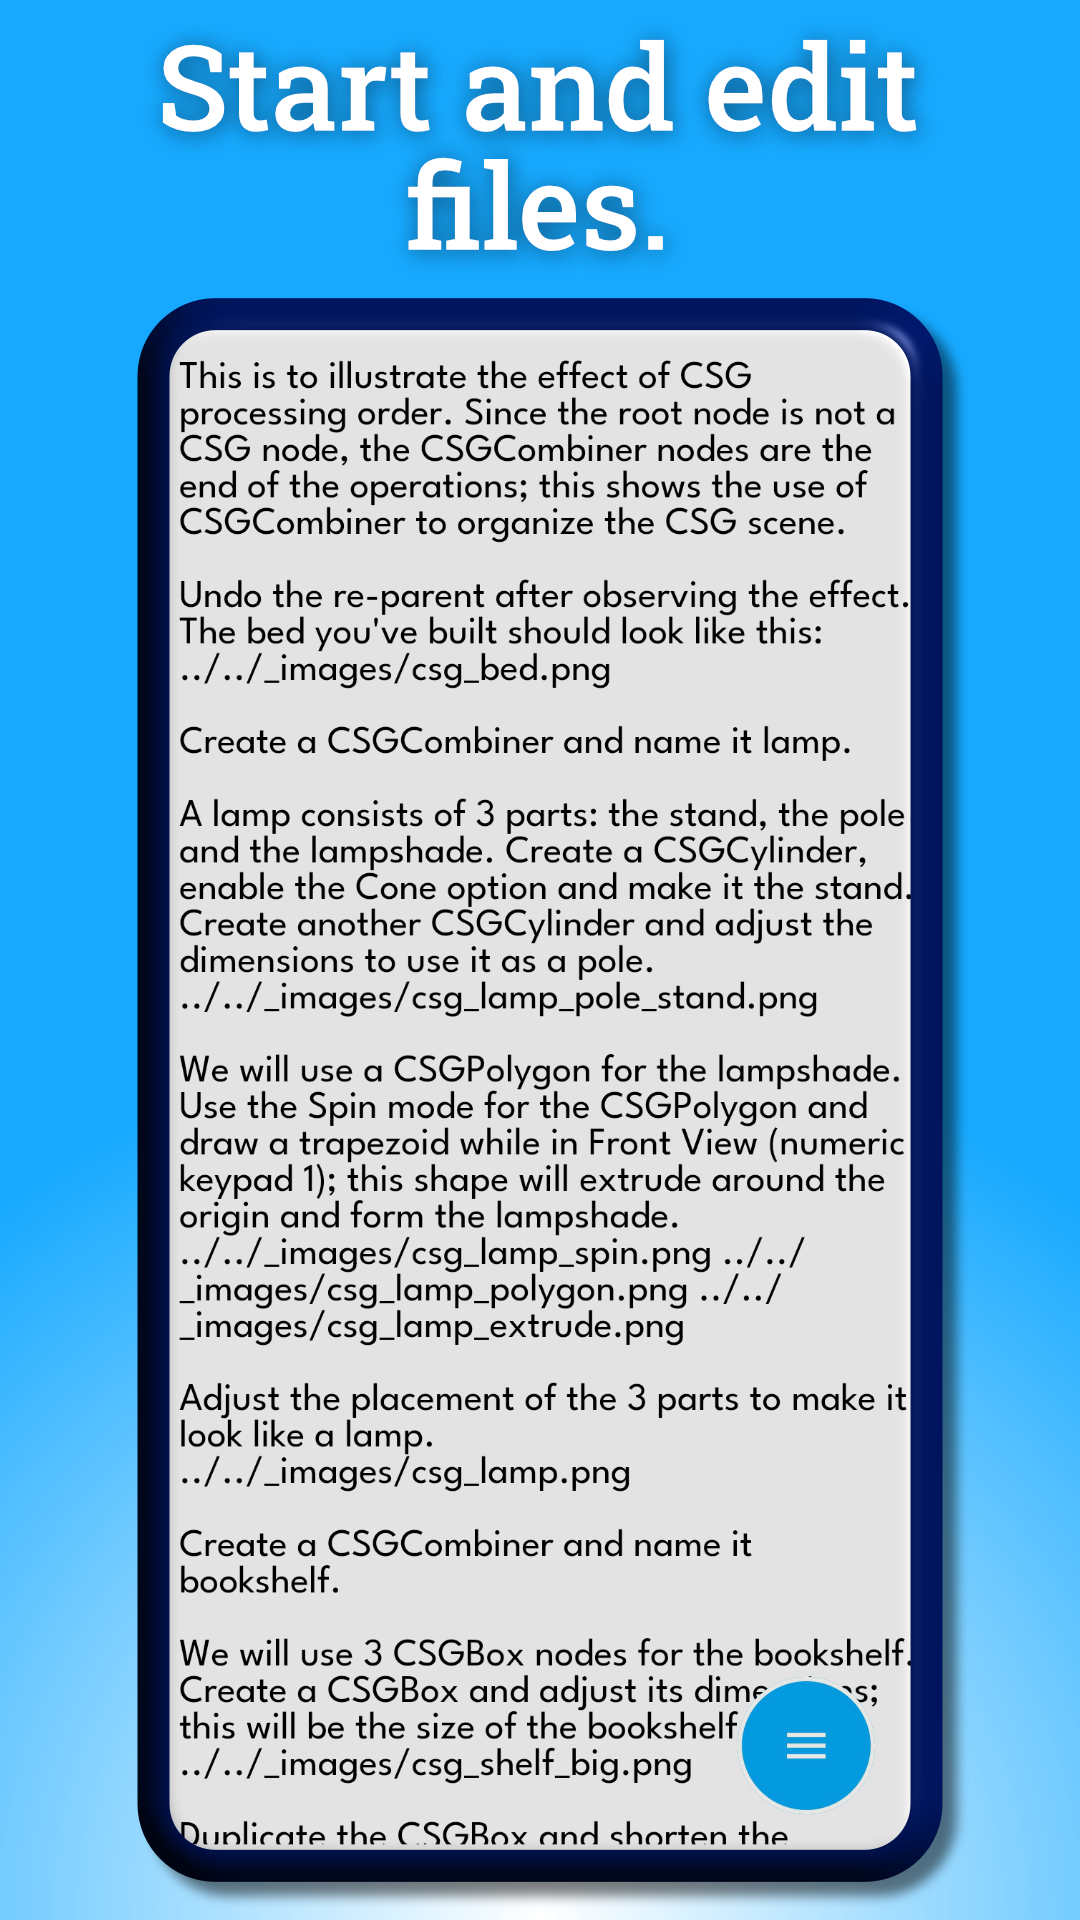 Start and edit
files.
This is to illustrate the effect of CSG
processing order. Since the root node is not a
CSG node, the CSGCombiner nodes are the
end of the operations; this shows the use of
CSGCombiner to organize the CSG scene.
Undo the re-parent after observing the effect.
The bed you've built should look like this:
../../_images/csg_bed.png
Create a CSGCombiner and name it lamp.
A lamp consists of 3 parts: the stand, the pole
and the lampshade. Create a CSGCylinder,
enable the Cone option and make it the stand.
Create another CSGCylinder and adjust the
dimensions to use it as a pole.
../../_images/csg_lamp_pole_stand.png
We will use a CSGPolygon for the lampshade.
Use the Spin mode for the CSGPolygon and
draw a trapezoid while in Front View (numeric
keypad 1); this shape will extrude around the
origin and form the lampshade.
../../_images/csg_lamp_spin.png ../../
_images/csg_lamp_polygon.png ../../
_images/csg_lamp_extrude.png
Adjust the placement of the 3 parts to make it
look like a lamp.
../../_images/csg_lamp.png
Create a CSGCombiner and name it
bookshelf.
We will use 3 CSGBox nodes for the bookshelf.
Create a CSGBox and adjust its
this will be the size of the bookshelf
../../_images/csg_shelf_big.png
Duplicate the CSGBox and shorten the